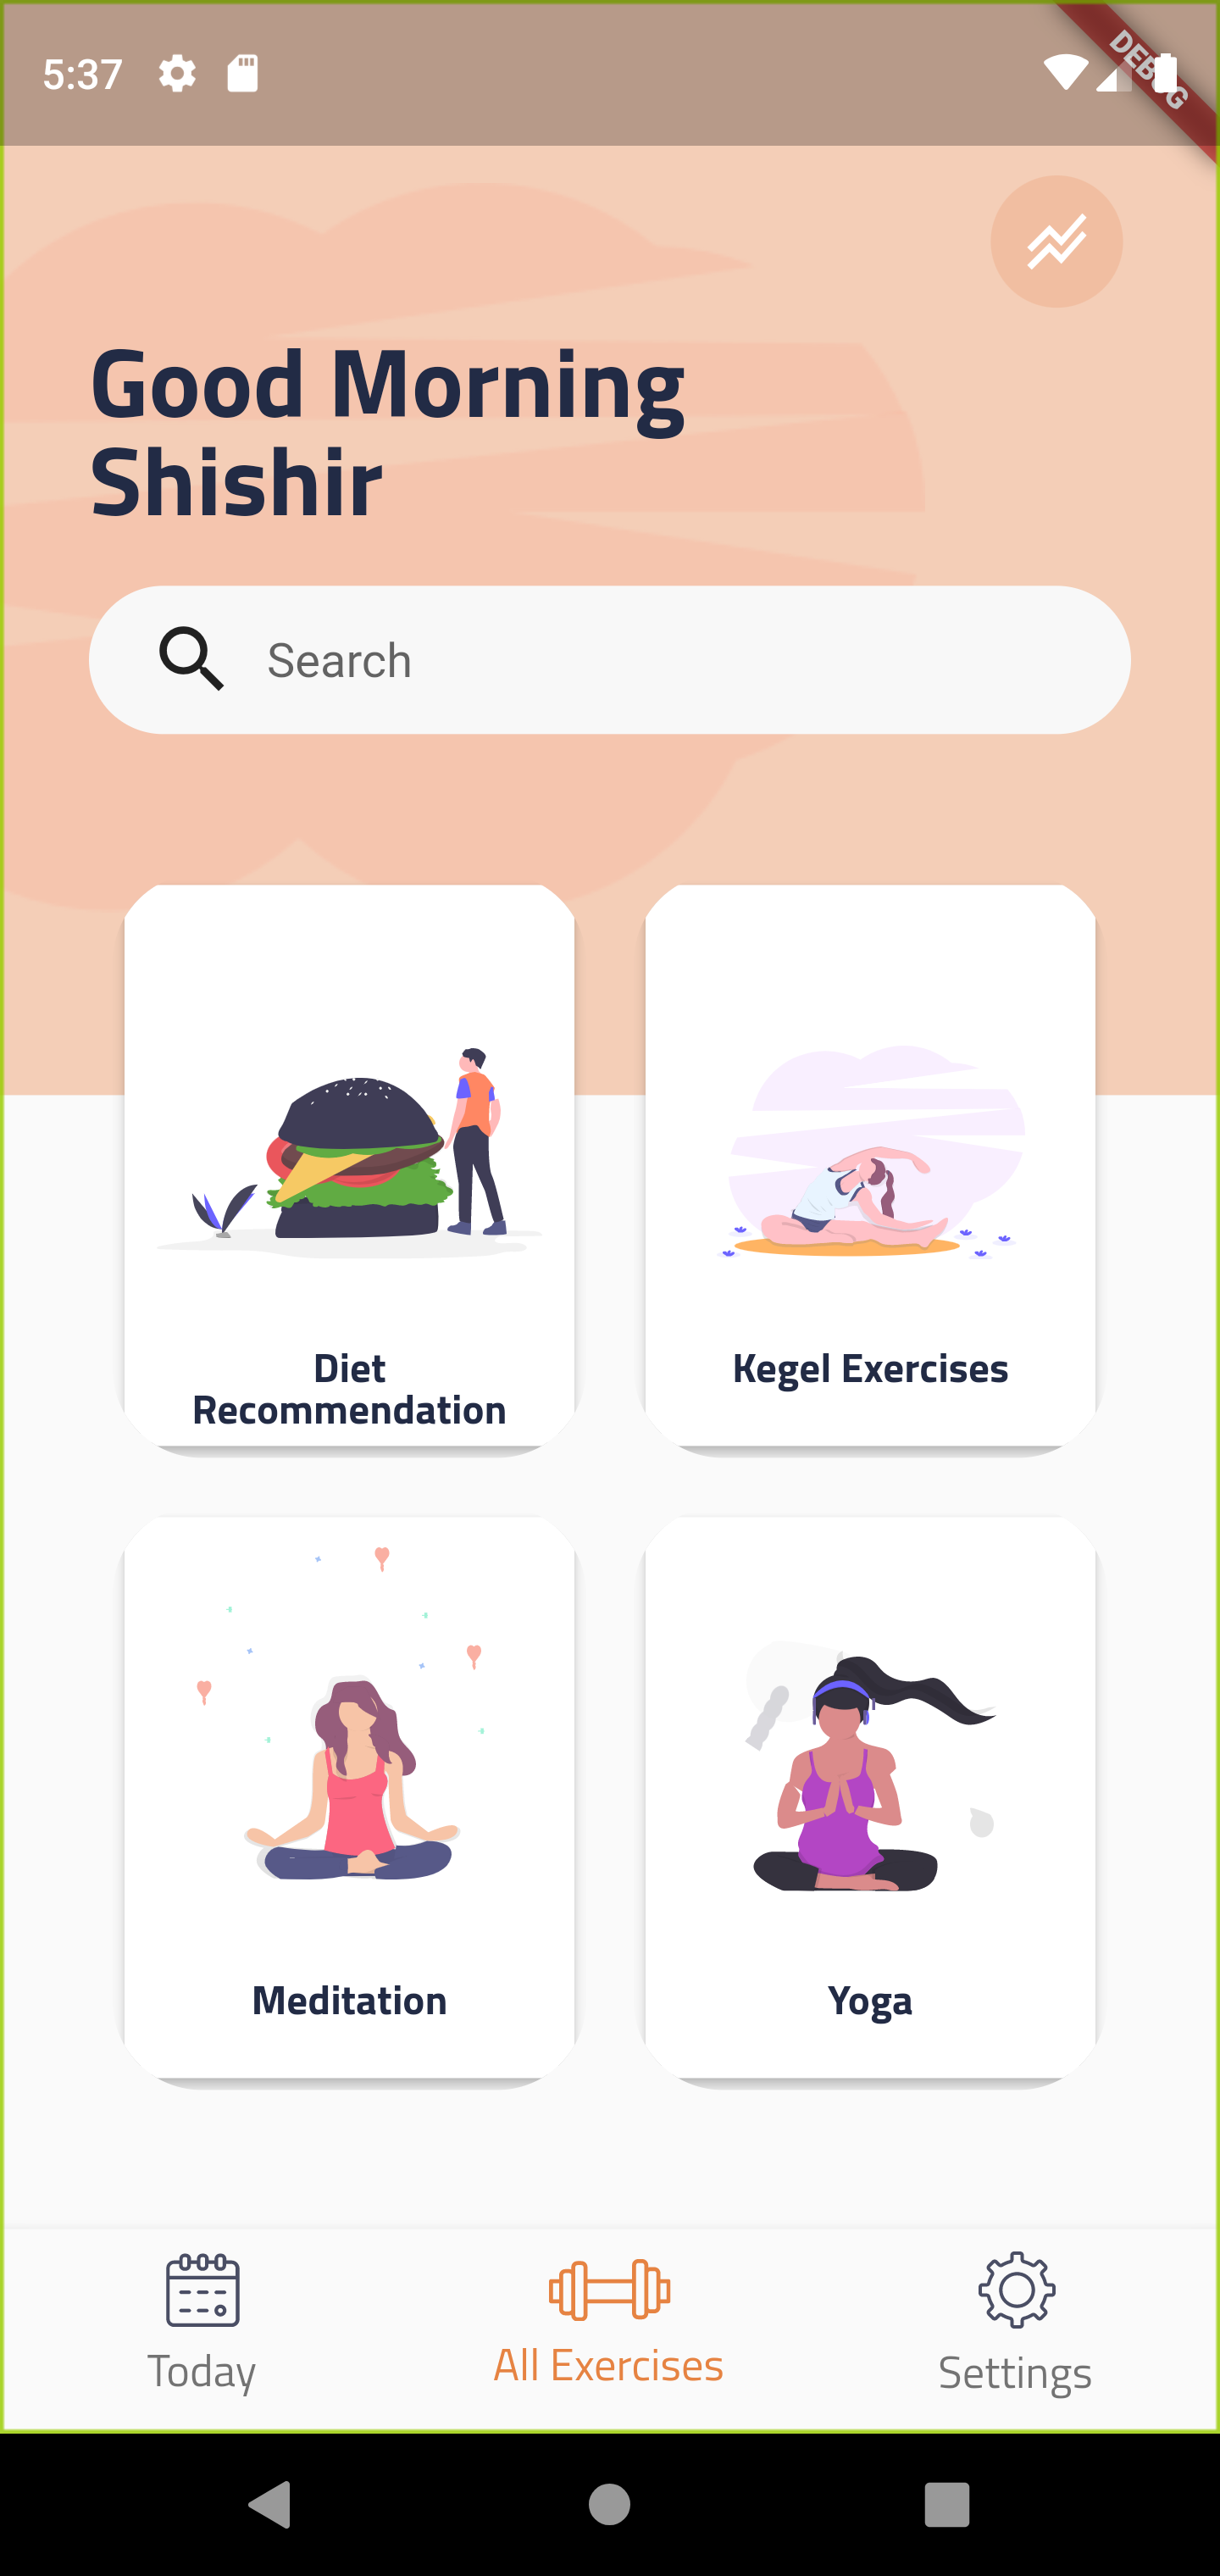 5:37
DEBUG
Good Morning
Shishir
Search
Diet
Recommendation
Kegel Exercises
Meditation
Yoga
Today
All Exercises
Settings